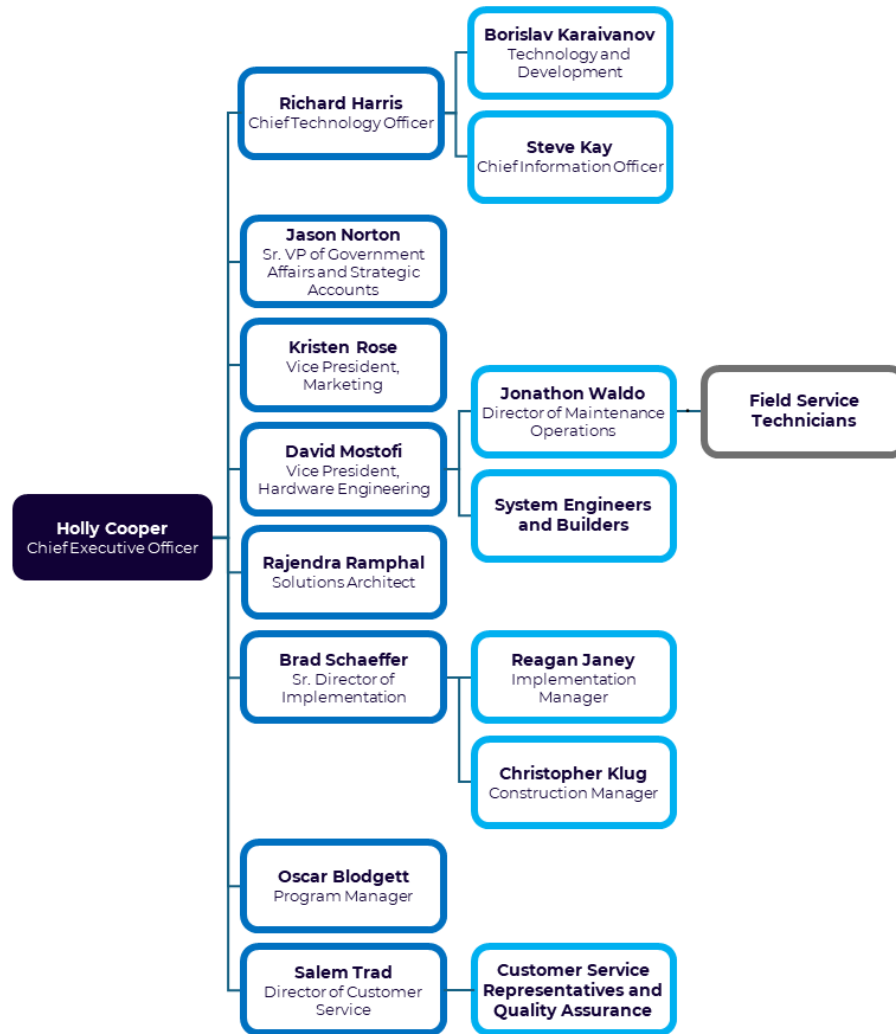 Holly Cooper
Chief Executive Officer
Richard Harris
Chief Technology Officer
Borislav Karaivanov
Technology and
Development
Steve Kay
Chief Information Officer
Jason Norton
Sr. VP of Government
Affairs and Strategic
Accounts
Kristen Rose
Vice President,
Marketing
David Mostofi
Vice President,
Hardware Engineering
Jonathon Waldo
Director of Maintenance
Operations
Field Service
Technicians
System Engineers
and Builders
Rajendra Ramphal
Solutions Architect
Brad Schaeffer
Sr. Director of
Implementation
Reagan Janey
Implementation
Manager
Christopher Klug
Construction Manager
Oscar Blodgett
Program Manager
Salem Trad
Director of Customer
Service
Customer Service
Representatives and
Quality Assurance